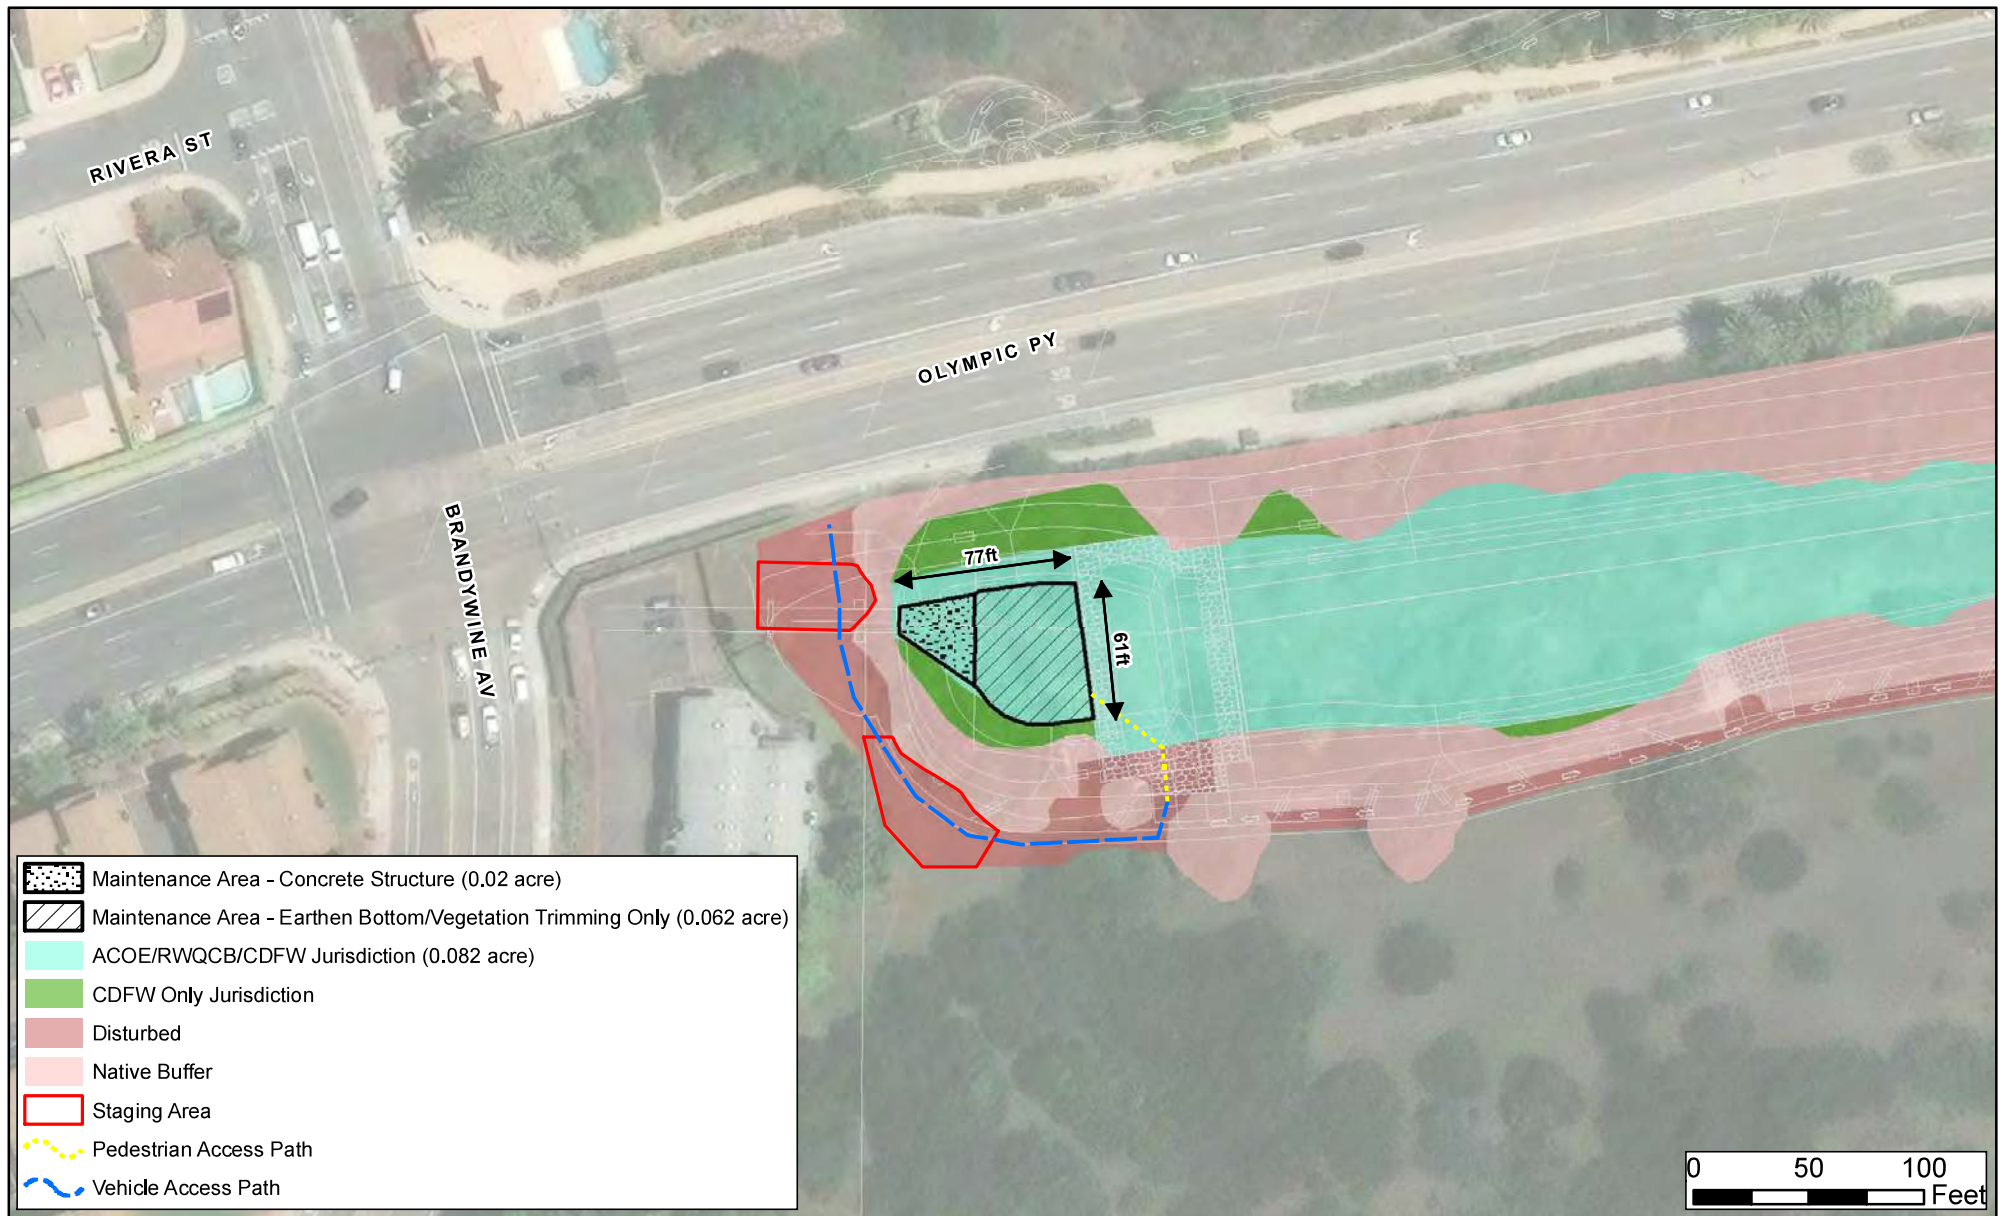 RIVERA ST
OLYMPIC PY
BRANDYWINE AV
77ft
61ft
Maintenance Area - Concrete Structure (0.02 acre)
Maintenance Area - Earthen Bottom/Vegetation Trimming Only (0.062 acre)
ACOE/RWQCB/CDFW Jurisdiction (0.082 acre)
CDFW Only Jurisdiction
Disturbed
Native Buffer
Staging Area
Pedestrian Access Path
Vehicle Access Path
0 50 100
Feet